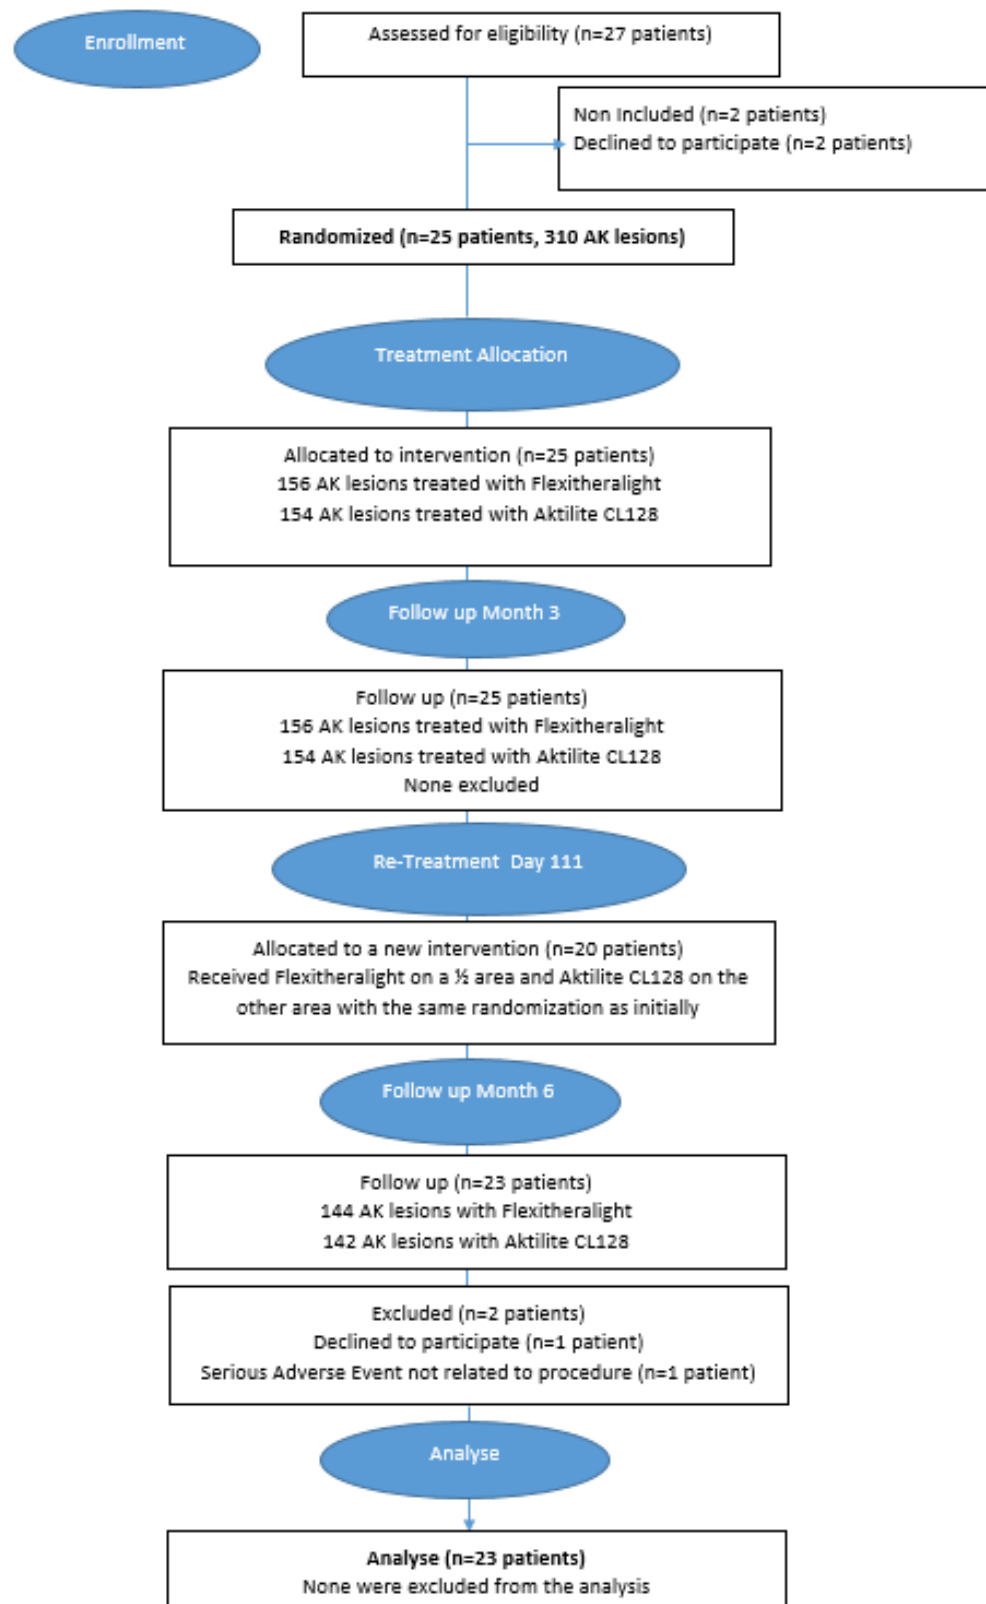 Enrollment
Assessed for eligibility (n=27 patients)
Non Included (n=2 patients)
Declined to participate (n=2 patients)
Randomized (n=25 patients, 310 AK lesions)
Treatment Allocation
Allocated to intervention (n=25 patients)
156 AK lesions treated with Flexitheralight
154 AK lesions treated with Aktilite CL128
Follow up Month 3
Follow up (n=25 patients)
156 AK lesions treated with Flexitheralight
154 AK lesions treated with Aktilite CL128
None excluded
Re-Treatment Day 111
Allocated to a new intervention (n=20 patients)
Received Flexitheralight on a ½ area and Aktilite CL128 on the
other area with the same randomization as initially
Follow up Month 6
Follow up (n=23 patients)
144 AK lesions with Flexitheralight
142 AK lesions with Aktilite CL128
Excluded (n=2 patients)
Declined to participate (n=1 patient)
Serious Adverse Event not related to procedure (n=1 patient)
Analyse
Analyse (n=23 patients)
None were excluded from the analysis